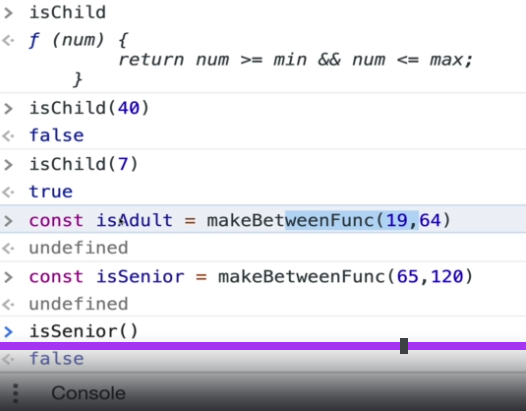 > isChild
<· ƒ (num) {
return num >= min && num <= max;
}
> isChild(40)
<· false
> isChild(7)
<· true
> const isAdult = makeBetweenFunc(19,64)
<· undefined
> const isSenior = makeBetweenFunc(65,120)
<· undefined
> isSenior()
<· false
Console